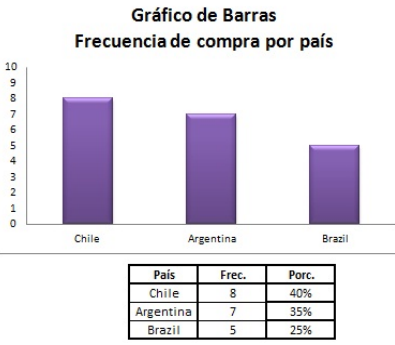 Gráfico de Barras
Frecuencia de compra por país
10
9
8
7
6
5
4
3
2
1
0
Chile Argentina Brazil
País Frec. Porc.
Chile 8 40%
Argentina 7 35%
Brazil 5 25%